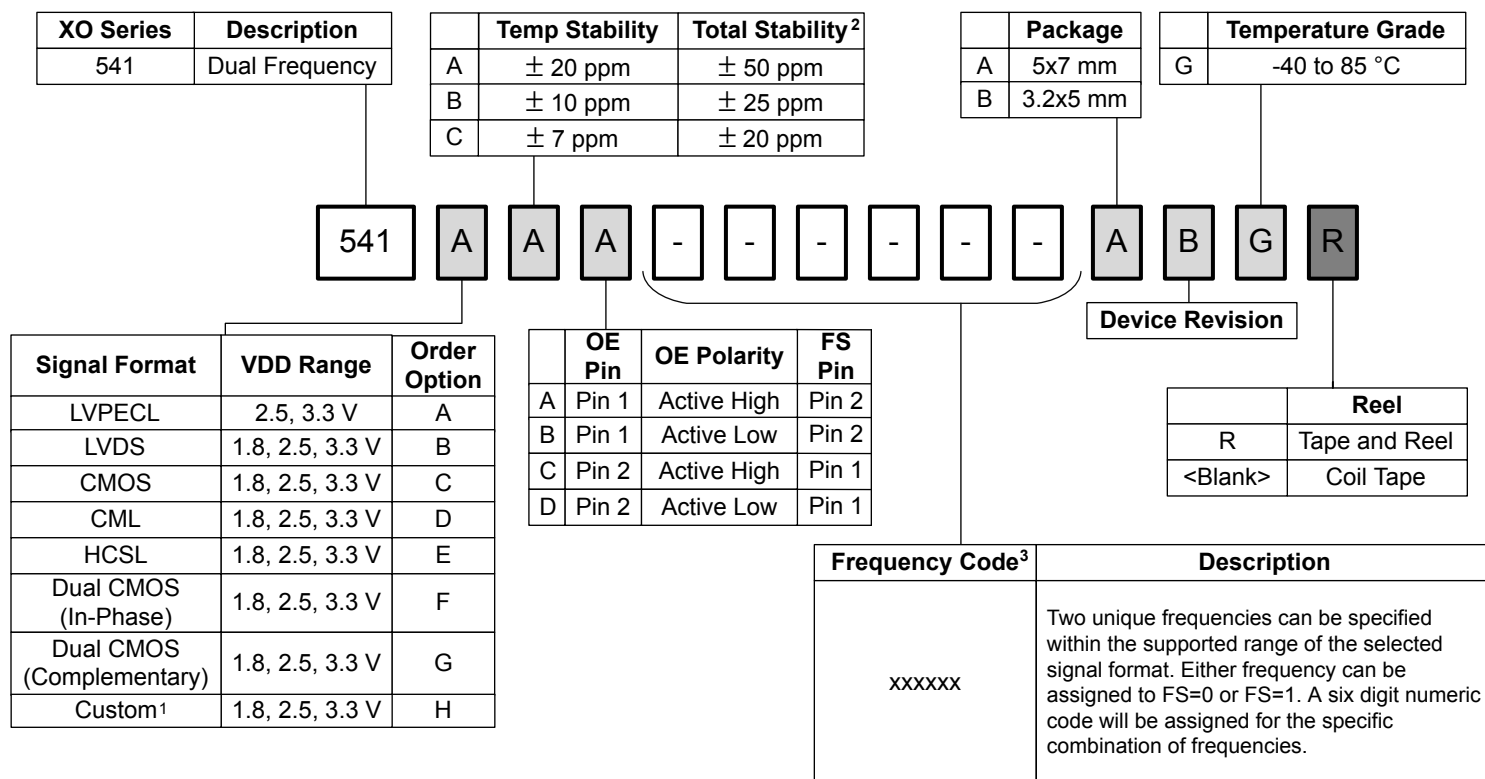 XO Series Description
541 Dual Frequency
Temp Stability Total Stability²
A ± 20 ppm ± 50 ppm
B ± 10 ppm ± 25 ppm
C ± 7 ppm ± 20 ppm
Package
A 5x7 mm
B 3.2x5 mm
Temperature Grade
G -40 to 85 °C
541 A A A - - - - - - A B G R
Device Revision
Signal Format VDD Range Order
Option
LVPECL 2.5, 3.3 V A
LVDS 1.8, 2.5, 3.3 V B
CMOS 1.8, 2.5, 3.3 V C
CML 1.8, 2.5, 3.3 V D
HCSL 1.8, 2.5, 3.3 V E
Dual CMOS
(In-Phase) 1.8, 2.5, 3.3 V F
Dual CMOS
(Complementary) 1.8, 2.5, 3.3 V G
Custom¹ 1.8, 2.5, 3.3 V H
OE
Pin OE Polarity FS
Pin
A Pin 1 Active High Pin 2
B Pin 1 Active Low Pin 2
C Pin 2 Active High Pin 1
D Pin 2 Active Low Pin 1
Reel
R Tape and Reel
<Blank> Coil Tape
Frequency Code³ Description
xxxxxx
Two unique frequencies can be specified
within the supported range of the selected
signal format. Either frequency can be
assigned to FS=0 or FS=1. A six digit numeric
code will be assigned for the specific
combination of frequencies.